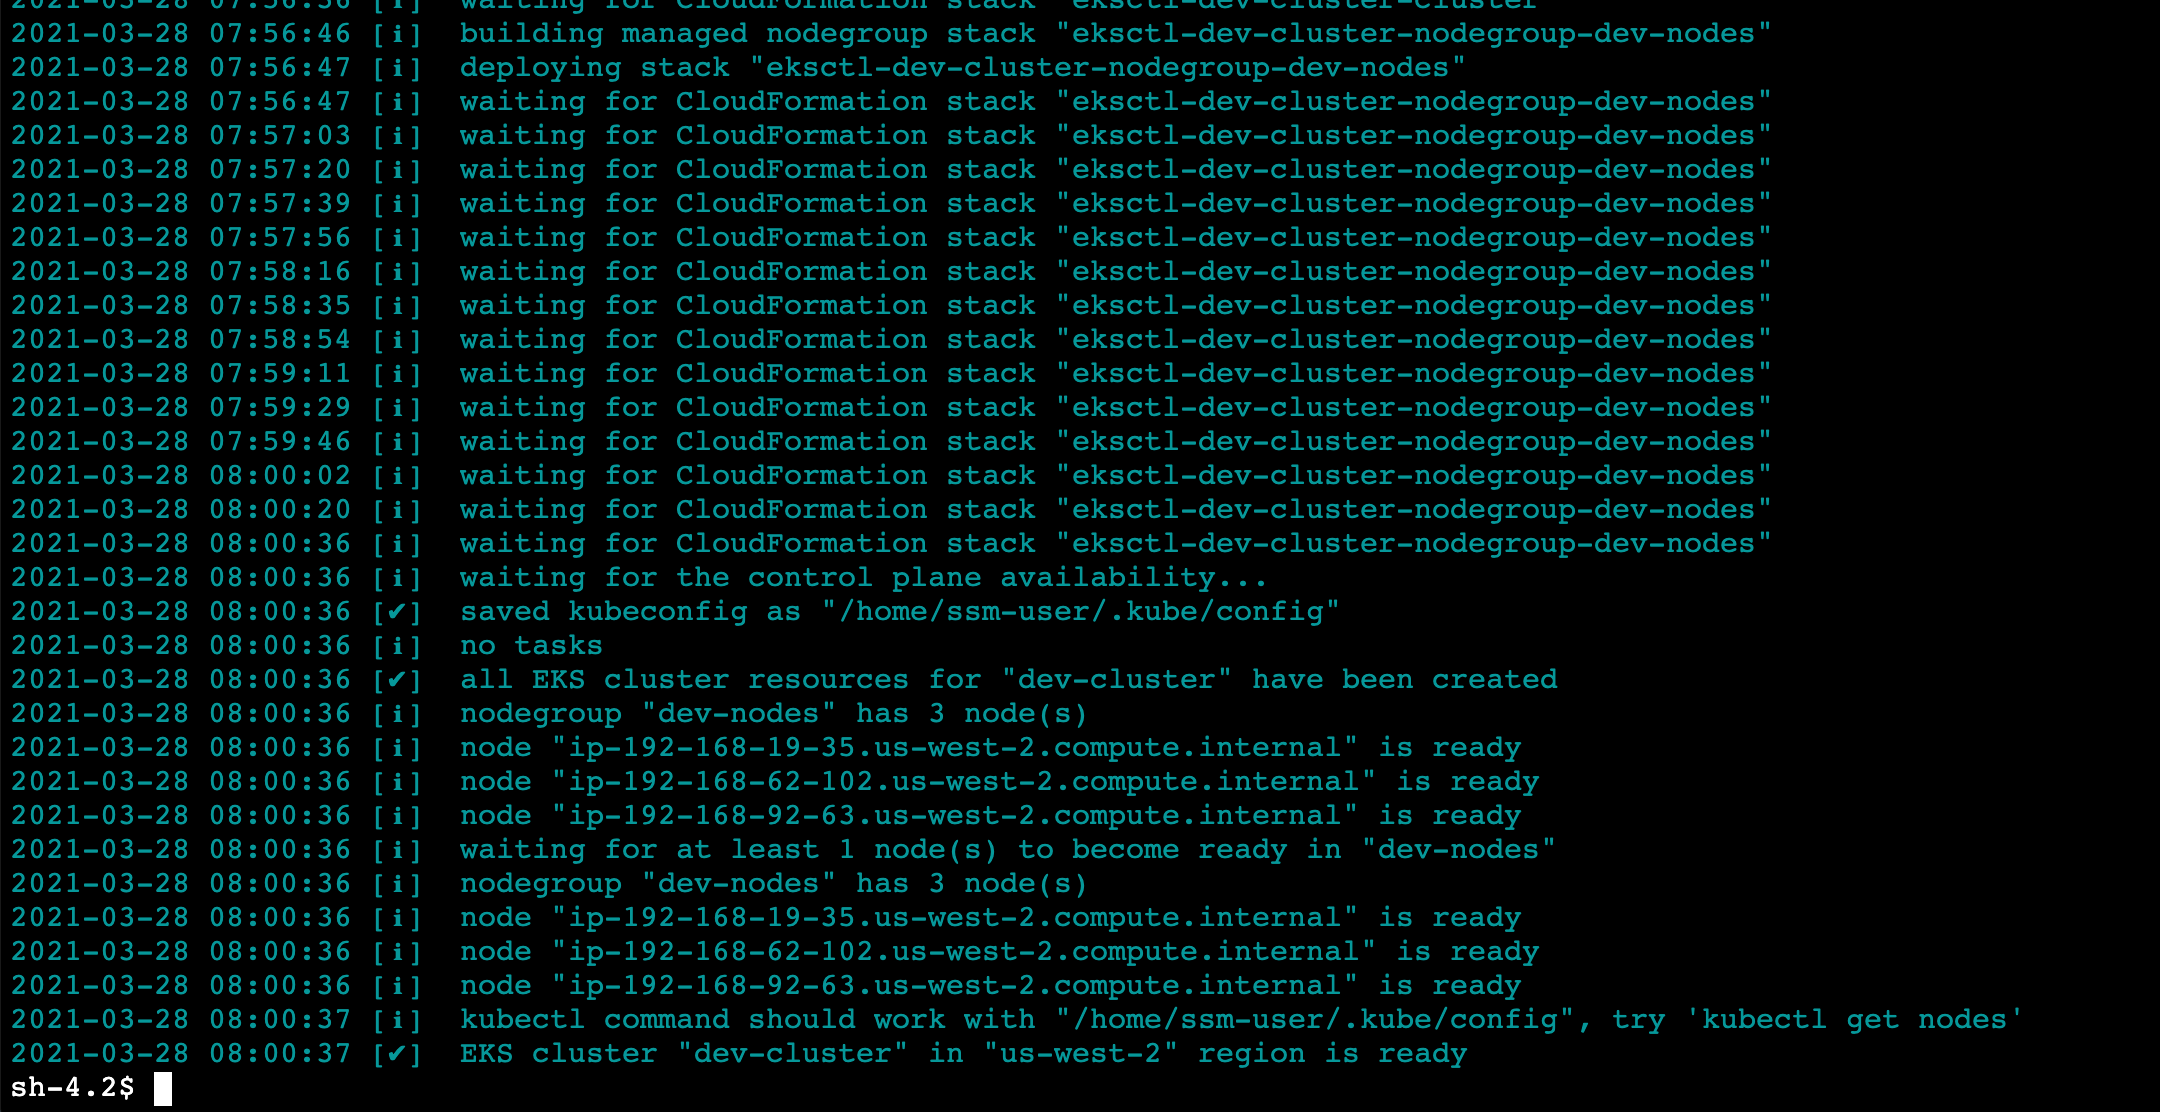 2021-03-28 07:56:36 [ℹ]  waiting for CloudFormation stack "eksctl-dev-cluster-cluster"
2021-03-28 07:56:46 [ℹ]  building managed nodegroup stack "eksctl-dev-cluster-nodegroup-dev-nodes"
2021-03-28 07:56:47 [ℹ]  deploying stack "eksctl-dev-cluster-nodegroup-dev-nodes"
2021-03-28 07:56:47 [ℹ]  waiting for CloudFormation stack "eksctl-dev-cluster-nodegroup-dev-nodes"
2021-03-28 07:57:03 [ℹ]  waiting for CloudFormation stack "eksctl-dev-cluster-nodegroup-dev-nodes"
2021-03-28 07:57:20 [ℹ]  waiting for CloudFormation stack "eksctl-dev-cluster-nodegroup-dev-nodes"
2021-03-28 07:57:39 [ℹ]  waiting for CloudFormation stack "eksctl-dev-cluster-nodegroup-dev-nodes"
2021-03-28 07:57:56 [ℹ]  waiting for CloudFormation stack "eksctl-dev-cluster-nodegroup-dev-nodes"
2021-03-28 07:58:16 [ℹ]  waiting for CloudFormation stack "eksctl-dev-cluster-nodegroup-dev-nodes"
2021-03-28 07:58:35 [ℹ]  waiting for CloudFormation stack "eksctl-dev-cluster-nodegroup-dev-nodes"
2021-03-28 07:58:54 [ℹ]  waiting for CloudFormation stack "eksctl-dev-cluster-nodegroup-dev-nodes"
2021-03-28 07:59:11 [ℹ]  waiting for CloudFormation stack "eksctl-dev-cluster-nodegroup-dev-nodes"
2021-03-28 07:59:29 [ℹ]  waiting for CloudFormation stack "eksctl-dev-cluster-nodegroup-dev-nodes"
2021-03-28 07:59:46 [ℹ]  waiting for CloudFormation stack "eksctl-dev-cluster-nodegroup-dev-nodes"
2021-03-28 08:00:02 [ℹ]  waiting for CloudFormation stack "eksctl-dev-cluster-nodegroup-dev-nodes"
2021-03-28 08:00:20 [ℹ]  waiting for CloudFormation stack "eksctl-dev-cluster-nodegroup-dev-nodes"
2021-03-28 08:00:36 [ℹ]  waiting for CloudFormation stack "eksctl-dev-cluster-nodegroup-dev-nodes"
2021-03-28 08:00:36 [ℹ]  waiting for the control plane availability...
2021-03-28 08:00:36 [✔]  saved kubeconfig as "/home/ssm-user/.kube/config"
2021-03-28 08:00:36 [ℹ]  no tasks
2021-03-28 08:00:36 [✔]  all EKS cluster resources for "dev-cluster" have been created
2021-03-28 08:00:36 [ℹ]  nodegroup "dev-nodes" has 3 node(s)
2021-03-28 08:00:36 [ℹ]  node "ip-192-168-19-35.us-west-2.compute.internal" is ready
2021-03-28 08:00:36 [ℹ]  node "ip-192-168-62-102.us-west-2.compute.internal" is ready
2021-03-28 08:00:36 [ℹ]  node "ip-192-168-92-63.us-west-2.compute.internal" is ready
2021-03-28 08:00:36 [ℹ]  waiting for at least 1 node(s) to become ready in "dev-nodes"
2021-03-28 08:00:36 [ℹ]  nodegroup "dev-nodes" has 3 node(s)
2021-03-28 08:00:36 [ℹ]  node "ip-192-168-19-35.us-west-2.compute.internal" is ready
2021-03-28 08:00:36 [ℹ]  node "ip-192-168-62-102.us-west-2.compute.internal" is ready
2021-03-28 08:00:36 [ℹ]  node "ip-192-168-92-63.us-west-2.compute.internal" is ready
2021-03-28 08:00:37 [ℹ]  kubectl command should work with "/home/ssm-user/.kube/config", try 'kubectl get nodes'
2021-03-28 08:00:37 [✔]  EKS cluster "dev-cluster" in "us-west-2" region is ready
sh-4.2$